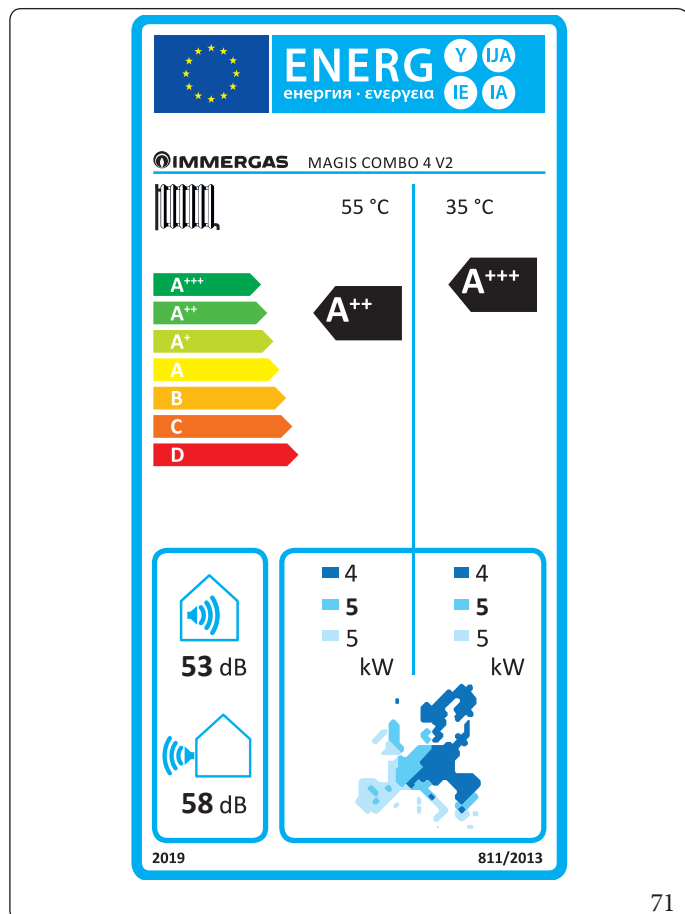 ENERG Y IJA
енергия · ενεργεια IE IA
IMMERGAS MAGIS COMBO 4 V2
55 °C 35 °C
A++ A+++
A+++
A++
A+
A
B
C
D
4 4
5 5
5 5
kW kW
53 dB
58 dB
2019 811/2013
71